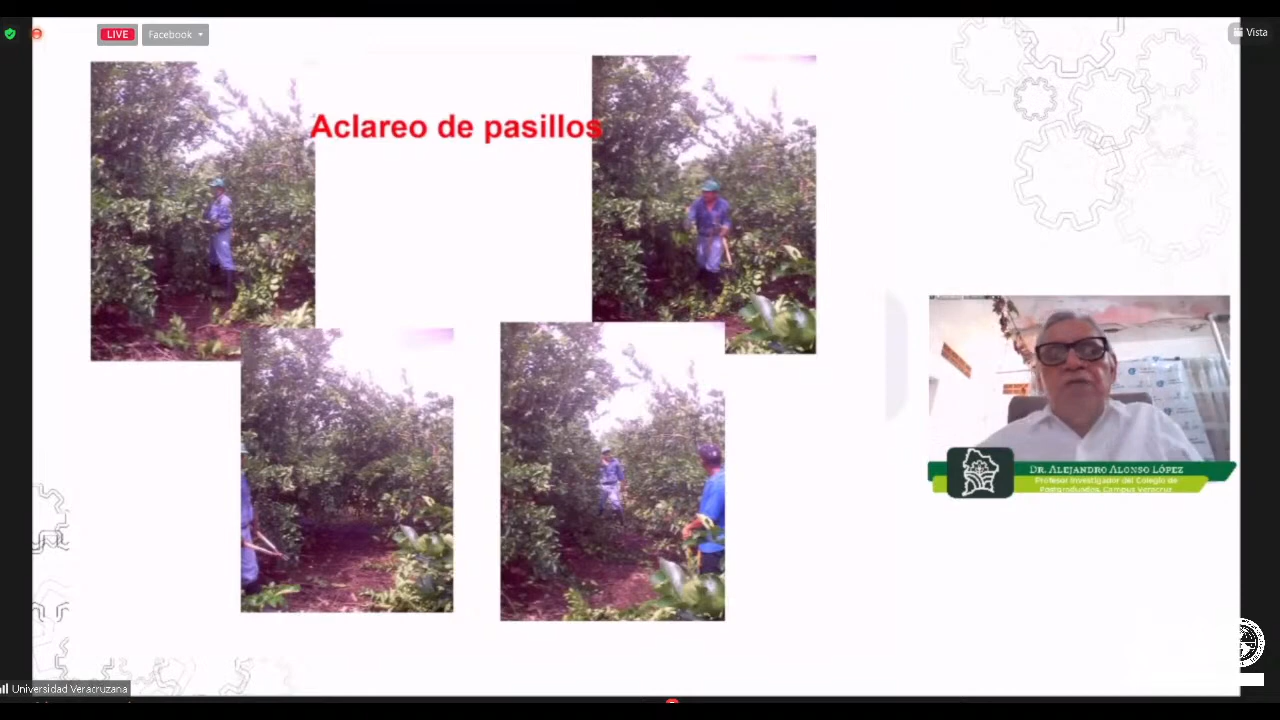 LIVE
Facebook
Vista
Aclareo de pasillos
DR. ALEJANDRO ALONSO LÓPEZ
Profesor Investigador del Colegio de
Postgraduados, Campus Veracruz
Universidad Veracruzana